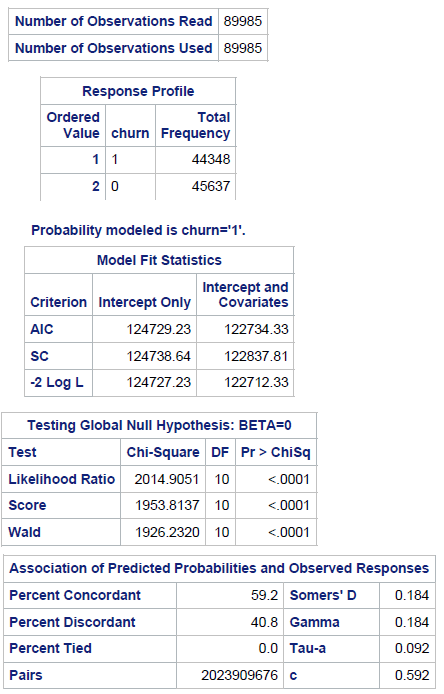 Number of Observations Read 89985
Number of Observations Used 89985
Response Profile
Ordered Value churn Total Frequency
1 1 44348
2 0 45637
Probability modeled is churn='1'.
Model Fit Statistics
Criterion Intercept Only Intercept and Covariates
AIC 124729.23 122734.33
SC 124738.64 122837.81
-2 Log L 124727.23 122712.33
Testing Global Null Hypothesis: BETA=0
Test Chi-Square DF Pr > ChiSq
Likelihood Ratio 2014.9051 10 <.0001
Score 1953.8137 10 <.0001
Wald 1926.2320 10 <.0001
Association of Predicted Probabilities and Observed Responses
Percent Concordant 59.2 Somers' D 0.184
Percent Discordant 40.8 Gamma 0.184
Percent Tied 0.0 Tau-a 0.092
Pairs 2023909676 c 0.592